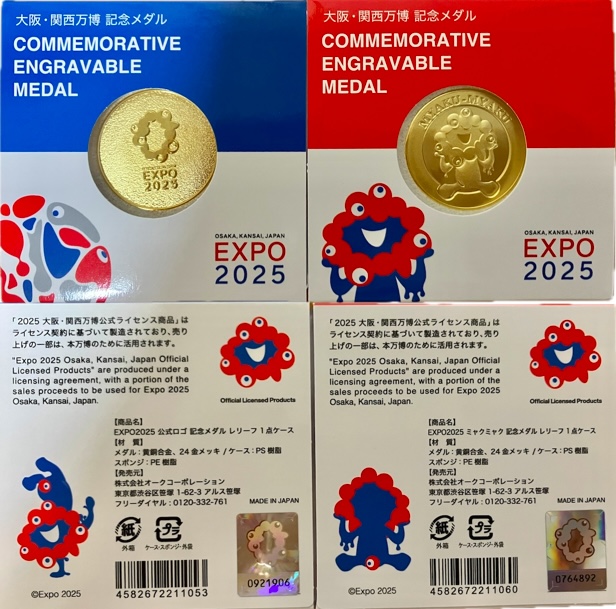 大阪・関西万博 記念メダル
COMMEMORATIVE
ENGRAVABLE
MEDAL
EXPO
2025
OSAKA, KANSAI, JAPAN
EXPO
2025
大阪・関西万博 記念メダル
COMMEMORATIVE
ENGRAVABLE
MEDAL
MYAKU-MYAKU
OSAKA, KANSAI, JAPAN
EXPO
2025
「2025 大阪・関西万博公式ライセンス商品」は
ライセンス契約に基づいて製造されており、売り
上げの一部は、本万博のために活用されます。
"Expo 2025 Osaka, Kansai, Japan Official
Licensed Products" are produced under a
licensing agreement, with a portion of the
sales proceeds to be used for Expo 2025
Osaka, Kansai, Japan.
Official Licensed Products
【商品名】
EXPO2025 公式ロゴ 記念メダル レリーフ 1点ケース
【材 質】
メダル：黄銅合金、24 金メッキ / ケース：PS 樹脂
スポンジ：PE 樹脂
【発売元】
株式会社オークコーポレーション
東京都渋谷区笹塚 1-62-3 アルス笹塚
フリーダイヤル：0120-332-761
MADE IN JAPAN
紙
外箱
プラ
ケース・スポンジ・外袋
0921906
©Expo 2025
4582672211053
「2025 大阪・関西万博公式ライセンス商品」は
ライセンス契約に基づいて製造されており、売り
上げの一部は、本万博のために活用されます。
"Expo 2025 Osaka, Kansai, Japan Official
Licensed Products" are produced under a
licensing agreement, with a portion of the
sales proceeds to be used for Expo 2025
Osaka, Kansai, Japan.
Official Licensed Products
【商品名】
EXPO2025 ミャクミャク 記念メダル レリーフ 1点ケース
【材 質】
メダル：黄銅合金、24 金メッキ / ケース：PS 樹脂
スポンジ：PE 樹脂
【発売元】
株式会社オークコーポレーション
東京都渋谷区笹塚 1-62-3 アルス笹塚
フリーダイヤル：0120-332-761
MADE IN JAPAN
紙
外箱
プラ
ケース・スポンジ・外袋
0764892
©Expo 2025
4582672211060